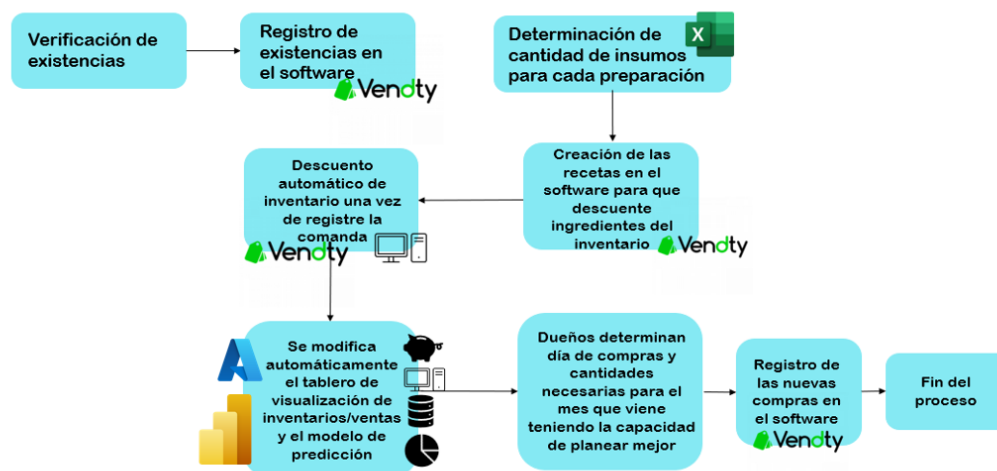 Verificación de
existencias
Registro de
existencias en
el software
Vendty
Determinación de
cantidad de insumos
para cada preparación
X
Descuento
automático de
inventario una vez
de registre la
comanda
Vendty
Creación de las
recetas en el
software para que
descuente
ingredientes del
inventario
Vendty
Se modifica
automáticamente
el tablero de
visualización de
inventarios/ventas
y el modelo de
predicción
Dueños determinan
día de compras y
cantidades
necesarias para el
mes que viene
teniendo la capacidad
de planear mejor
Registro de
las nuevas
compras en
el software
Vendty
Fin del
proceso